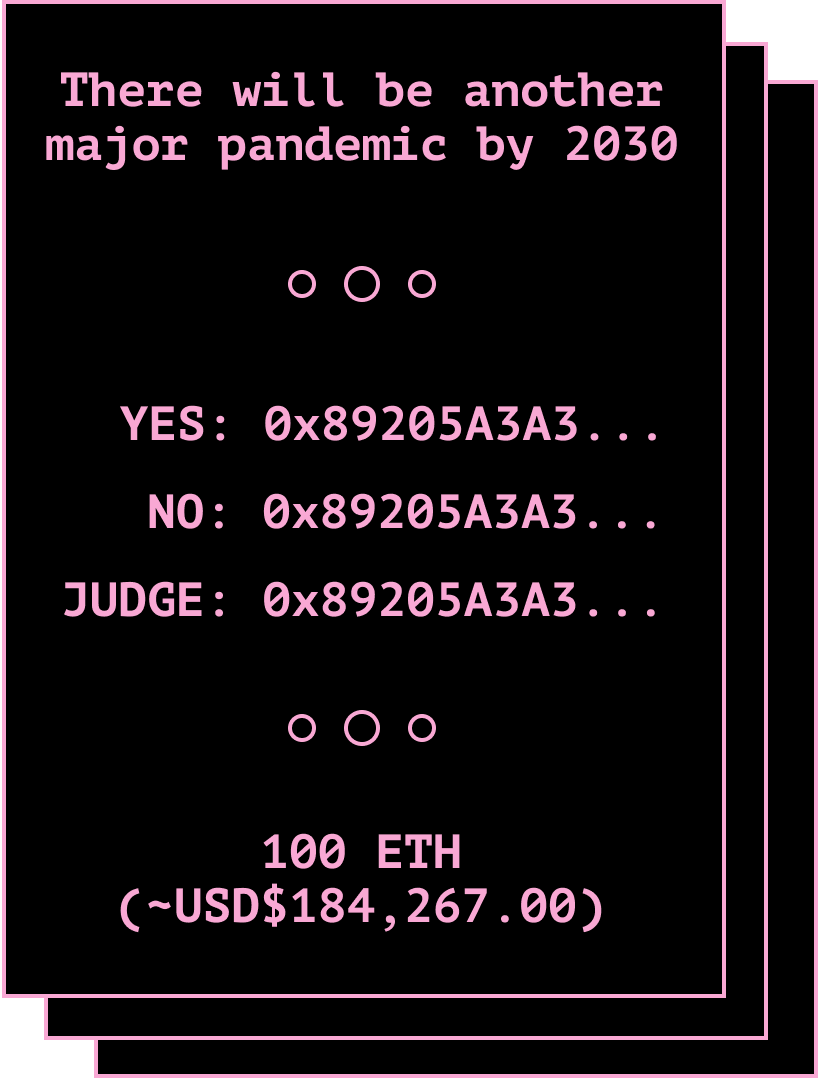 There will be another
major pandemic by 2030
YES: 0x89205A3A3...
NO: 0x89205A3A3...
JUDGE: 0x89205A3A3...
100 ETH
(~USD$184,267.00)